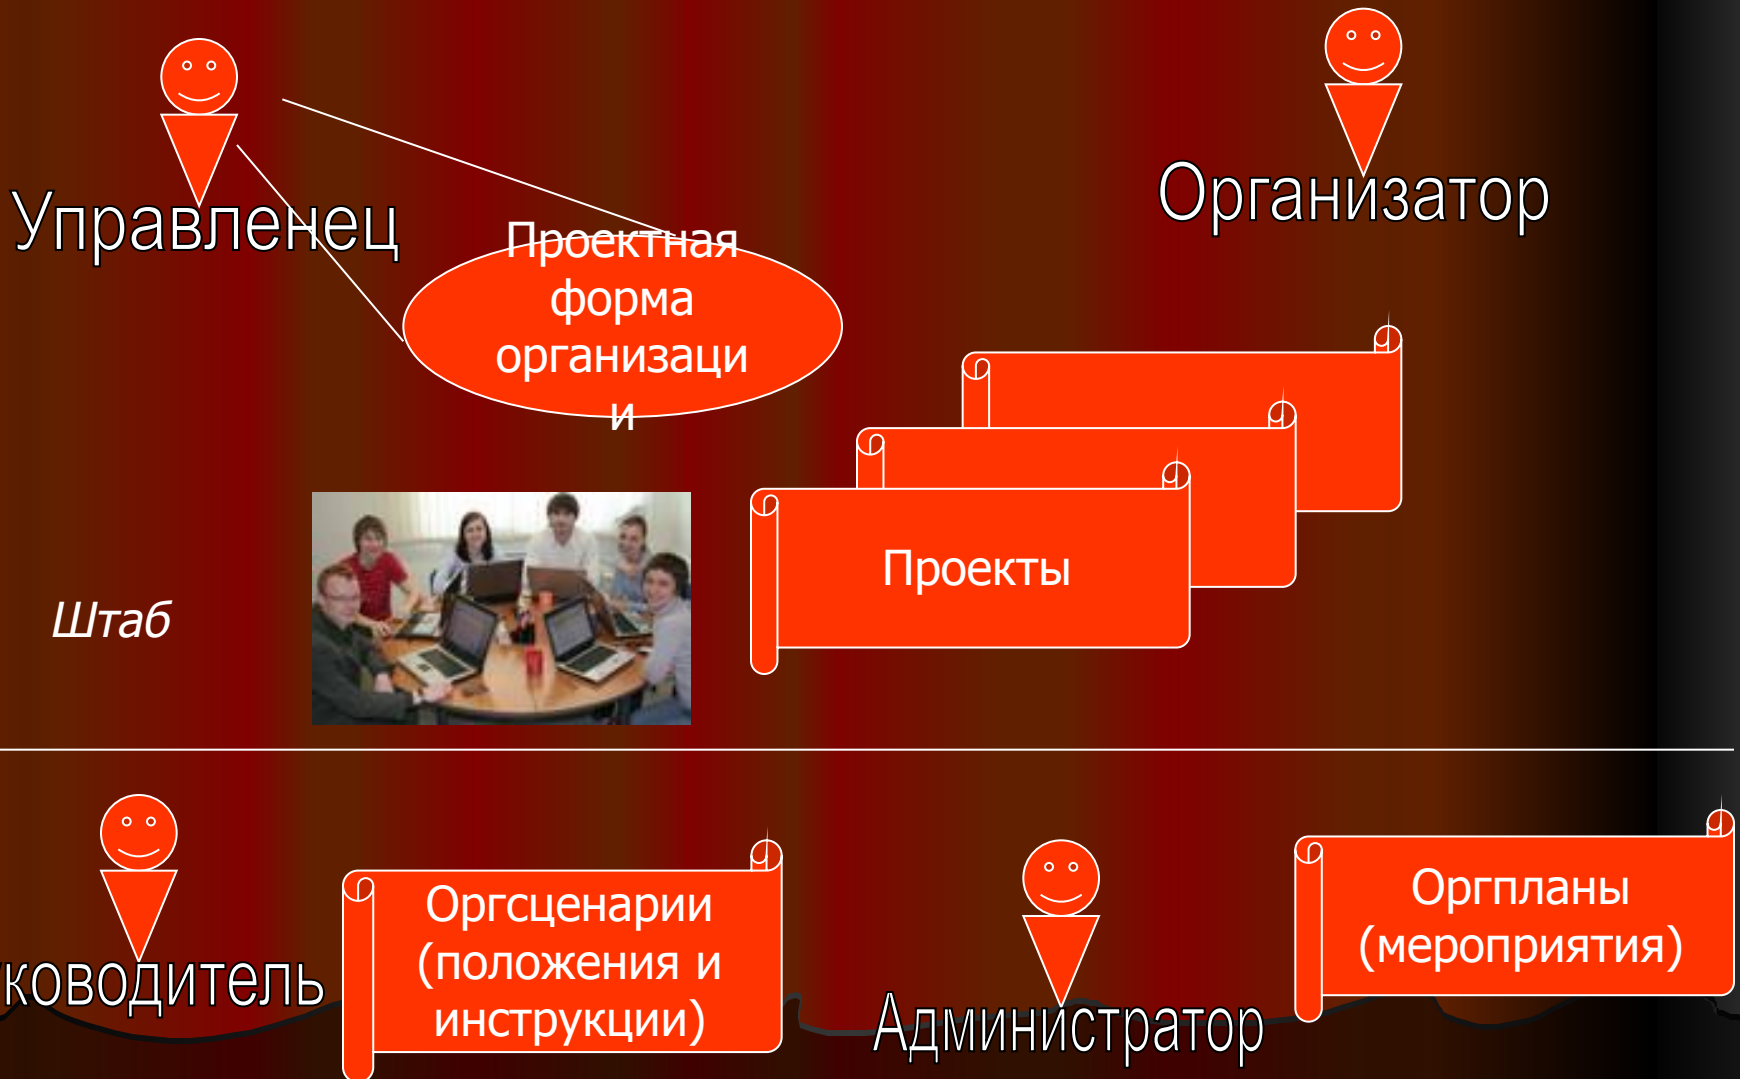 Управленец
Организатор
Проектная
форма
организаци
и
Проекты
Штаб
ководитель
Оргсценарии
(положения и
инструкции)
Администратор
Оргпланы
(мероприятия)